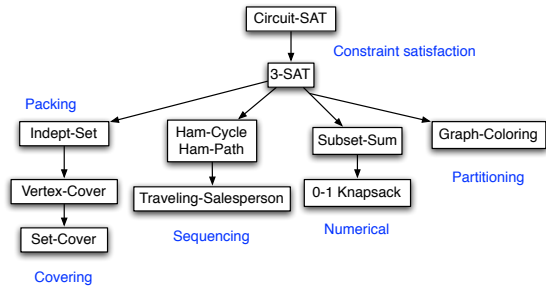 Circuit-SAT
Constraint satisfaction
3-SAT
Packing
Indept-Set
Ham-Cycle
Ham-Path
Subset-Sum
Graph-Coloring
Partitioning
Vertex-Cover
Traveling-Salesperson
0-1 Knapsack
Set-Cover
Sequencing
Numerical
Covering